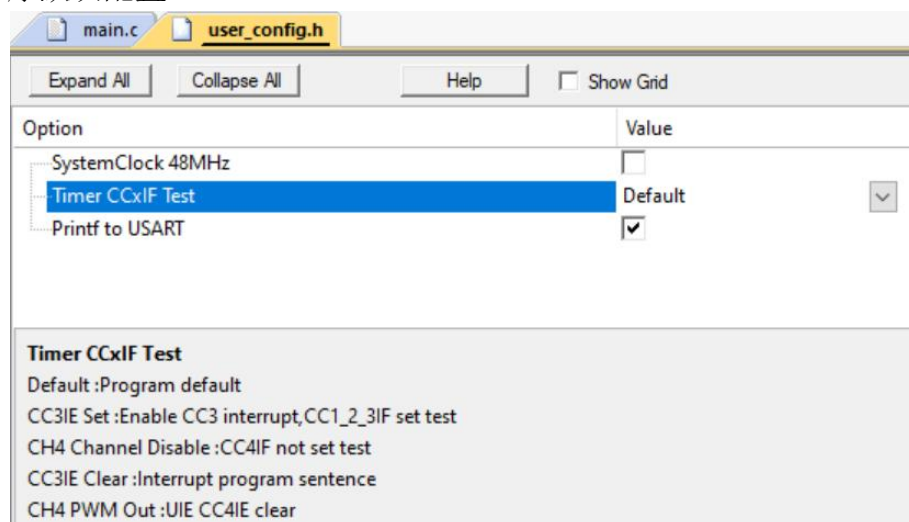 main.c user_config.h
Expand All Collapse All Help Show Grid
Option Value
SystemClock 48MHz
Timer CCxIF Test Default
Printf to USART
Timer CCxIF Test
Default :Program default
CC3IE Set :Enable CC3 interrupt,CC1_2_3IF set test
CH4 Channel Disable :CC4IF not set test
CC3IE Clear :Interrupt program sentence
CH4 PWM Out :UIE CC4IE clear